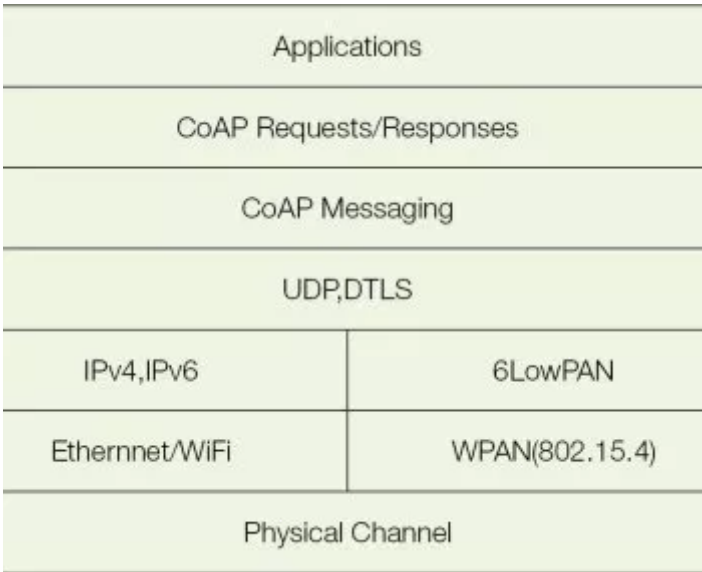 Applications
CoAP Requests/Responses
CoAP Messaging
UDP,DTLS
IPv4,IPv6
6LowPAN
Ethernnet/WiFi
WPAN(802.15.4)
Physical Channel